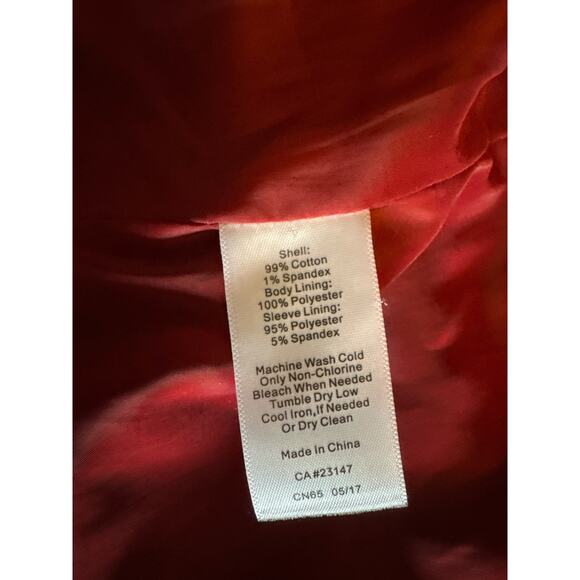 Shell:
99% Cotton
1% Spandex
Body Lining:
100% Polyester
Sleeve Lining:
95% Polyester
5% Spandex
Machine Wash Cold
Only Non-Chlorine
Bleach When Needed
Tumble Dry Low
Cool Iron,If Needed
Or Dry Clean
Made in China
CA#23147
CN65 05/17